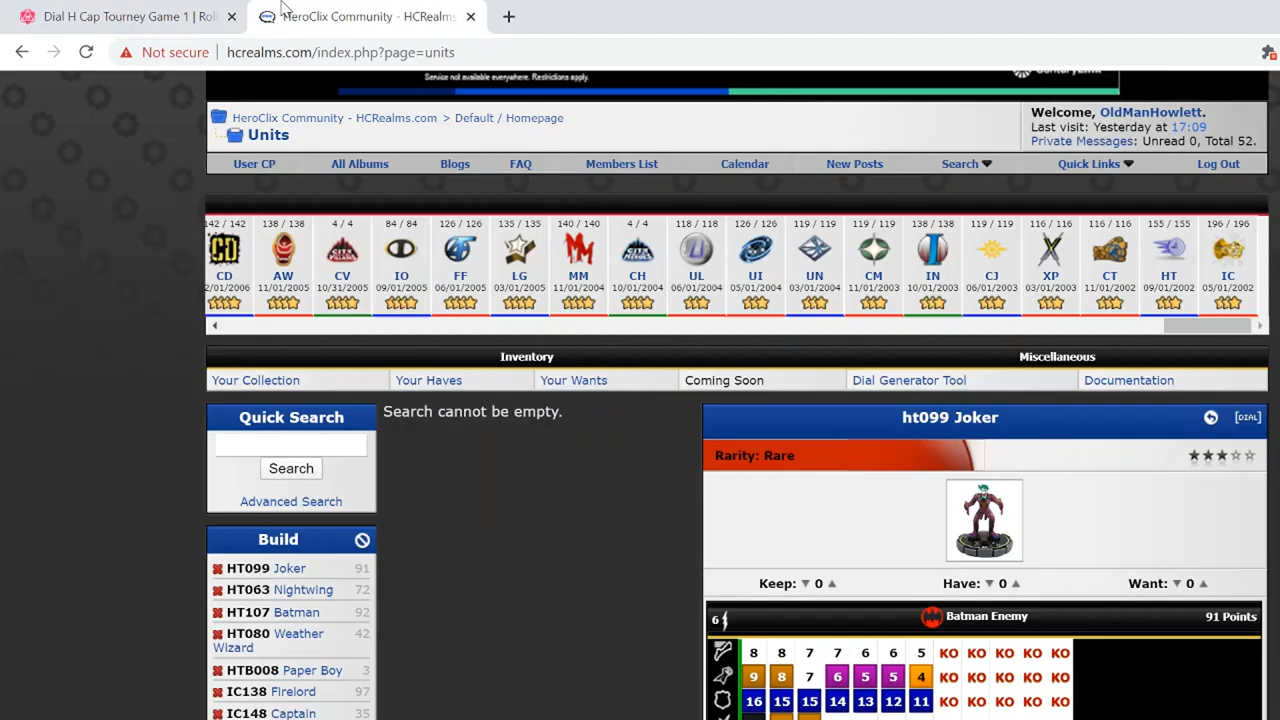 Dial H Cap Tourney Game 1 | Roll
HeroClix Community - HCRealms
Not secure hcrealms.com/index.php?page=units
Service not available everywhere. Restrictions apply.
HeroClix Community - HCRealms.com > Default / Homepage
Units
Welcome, OldManHowlett.
Last visit: Yesterday at 17:09
Private Messages: Unread 0, Total 52.
User CP All Albums Blogs FAQ Members List Calendar New Posts Search Quick Links Log Out
142 / 142 138 / 138 4 / 4 84 / 84 126 / 126 135 / 135 140 / 140 4 / 4 118 / 118 126 / 126 119 / 119 119 / 119 138 / 138 119 / 119 116 / 116 116 / 116 155 / 155 196 / 196
CD AW CV IO FF LG MM CH UL UI UN CM IN CJ XP CT HT IC
2/01/2006 11/01/2005 10/31/2005 09/01/2005 06/01/2005 03/01/2005 11/01/2004 10/01/2004 06/01/2004 05/01/2004 03/01/2004 11/01/2003 10/01/2003 06/01/2003 03/01/2003 11/01/2002 09/01/2002 05/01/2002
Inventory Miscellaneous
Your Collection Your Haves Your Wants Coming Soon Dial Generator Tool Documentation
Quick Search
Search
Advanced Search
Search cannot be empty.
ht099 Joker [DIAL]
Rarity: Rare
Keep: 0 Have: 0 Want: 0
6 Batman Enemy 91 Points
8 8 7 7 6 6 5 KO KO KO KO KO
9 8 7 6 5 5 4 KO KO KO KO KO
16 15 15 14 13 12 11 KO KO KO KO KO
Build
HT099 Joker 91
HT063 Nightwing 72
HT107 Batman 92
HT080 Weather 42
Wizard
HTB008 Paper Boy 3
IC138 Firelord 97
IC148 Captain 35